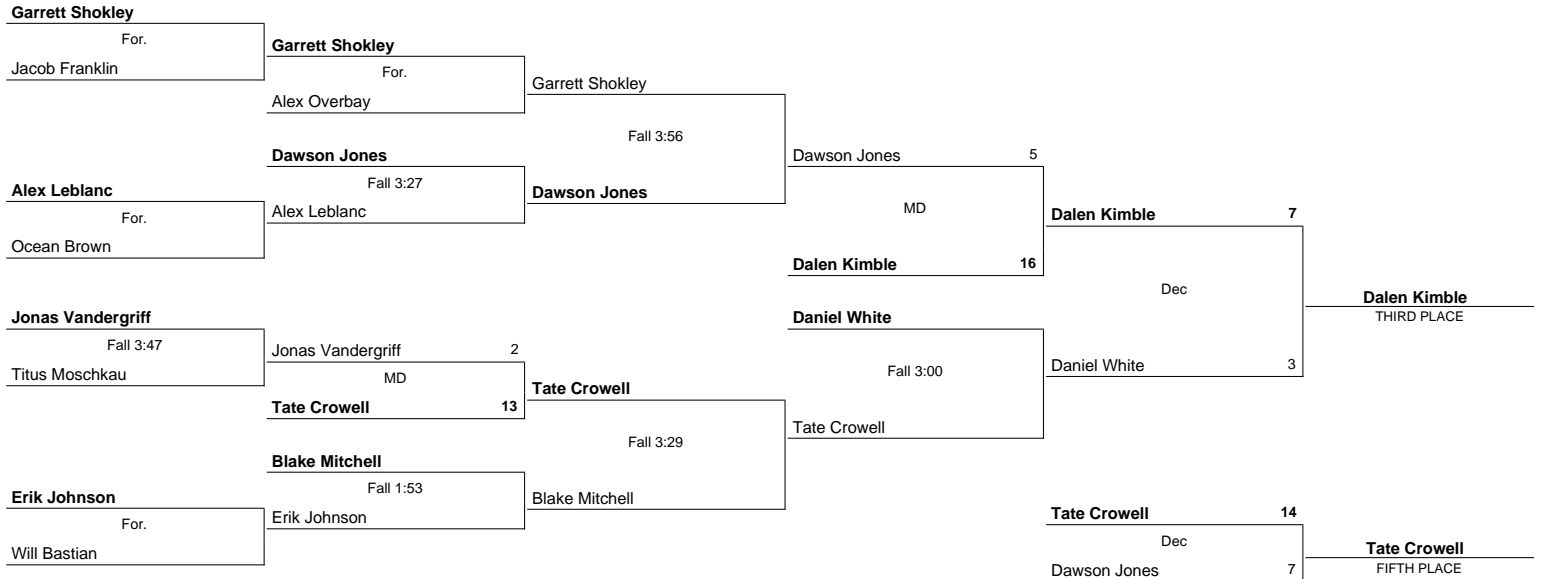 Garrett Shokley
For.
Jacob Franklin
Alex Leblanc
For.
Ocean Brown
Jonas Vandergriff
Fall 3:47
Titus Moschkau
Erik Johnson
For.
Will Bastian
Garrett Shokley
For.
Alex Overbay
Dawson Jones
Fall 3:27
Alex Leblanc
Jonas Vandergriff 2
MD
Tate Crowell 13
Blake Mitchell
Fall 1:53
Erik Johnson
Garrett Shokley
Fall 3:56
Dawson Jones
Tate Crowell
Fall 3:29
Blake Mitchell
Dawson Jones 5
MD
Dalen Kimble 16
Daniel White
Fall 3:00
Tate Crowell
Dalen Kimble 7
Dec
Daniel White 3
Dalen Kimble
THIRD PLACE
Tate Crowell 14
Dec
Dawson Jones 7
Tate Crowell
FIFTH PLACE